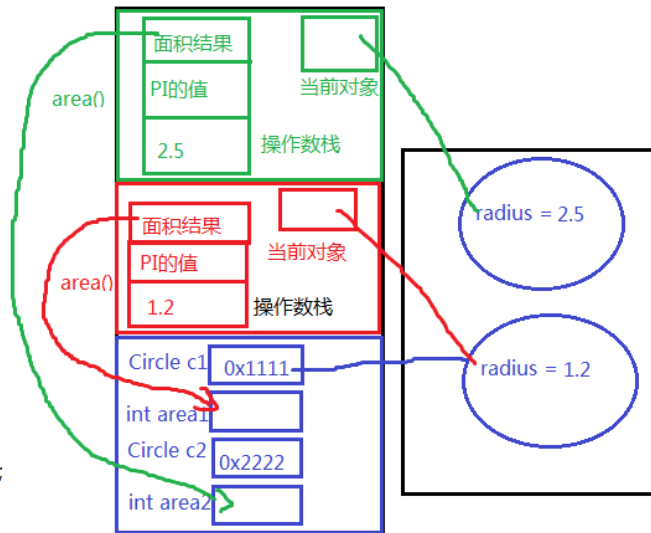 面积结果
当前对象
area()
PI的值
2.5
操作数栈
面积结果
当前对象
area()
PI的值
1.2
操作数栈
Circle c1
0x1111
int area1
Circle c2
0x2222
int area2
;
radius = 2.5
radius = 1.2